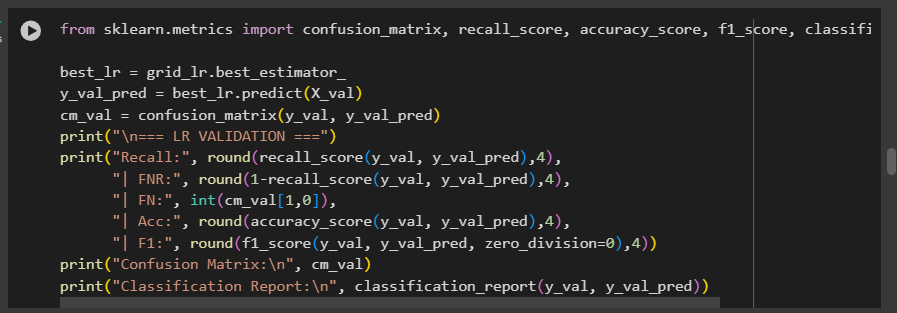 from sklearn.metrics import confusion_matrix, recall_score, accuracy_score, f1_score, classifi
best_lr = grid_lr.best_estimator_
y_val_pred = best_lr.predict(X_val)
cm_val = confusion_matrix(y_val, y_val_pred)
print("\n=== LR VALIDATION ===")
print("Recall:", round(recall_score(y_val, y_val_pred),4),
"| FNR:", round(1-recall_score(y_val, y_val_pred),4),
"| FN:", int(cm_val[1,0]),
"| Acc:", round(accuracy_score(y_val, y_val_pred),4),
"| F1:", round(f1_score(y_val, y_val_pred, zero_division=0),4))
print("Confusion Matrix:\n", cm_val)
print("Classification Report:\n", classification_report(y_val, y_val_pred))